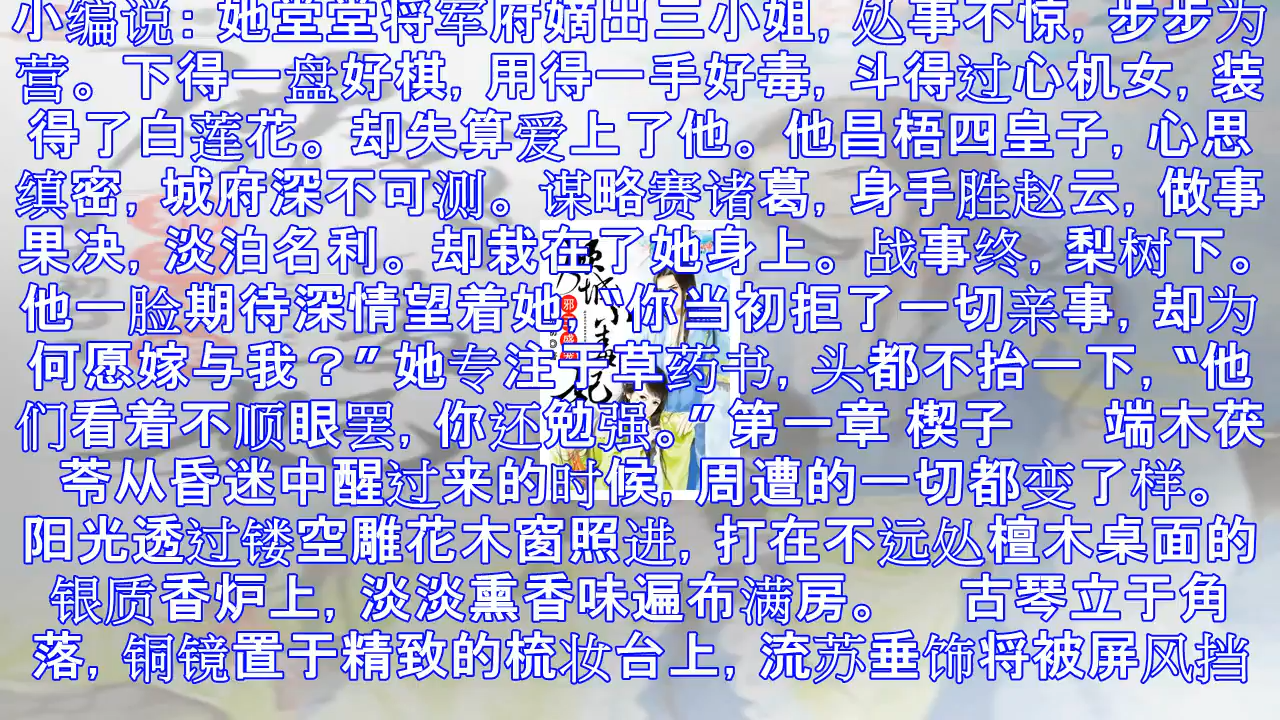 小编说：她堂堂将军府嫡出三小姐, 处事不惊, 步步为
营。下得一盘好棋, 用得一手好毒, 斗得过心机女, 装
得了白莲花。却失算爱上了他。他昌梧四皇子, 心思
缜密, 城府深不可测。谋略赛诸葛, 身手胜赵云, 做事
果决, 淡泊名利。却栽在了她身上。战事终, 梨树下。
他一脸期待深情望着她, “你当初拒了一切亲事, 却为
何愿嫁与我？” 她专注于草药书, 头都不抬一下, “他
们看着不顺眼罢, 你还勉强。” 第一章 楔子　　端木茯
苓从昏迷中醒过来的时候, 周遭的一切都变了样。
阳光透过镂空雕花木窗照进, 打在不远处檀木桌面的
银质香炉上, 淡淡熏香味遍布满房。　　古琴立于角
落, 铜镜置于精致的梳妆台上, 流苏垂饰将被屏风挡